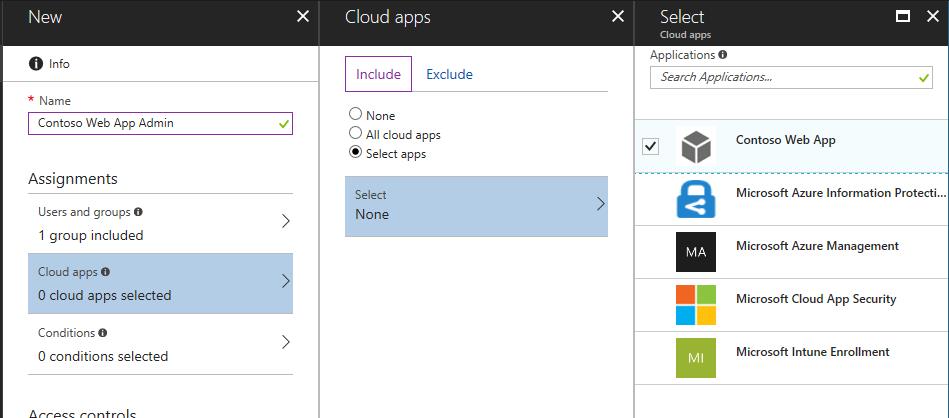 New
Info
* Name
Contoso Web App Admin
Assignments
Users and groups
1 group included
Cloud apps
0 cloud apps selected
Conditions
0 conditions selected
Access controls
Cloud apps
Include Exclude
None
All cloud apps
Select apps
Select
None
Select
Cloud apps
Applications
Search Applications...
Contoso Web App
Microsoft Azure Information Protecti...
MA Microsoft Azure Management
Microsoft Cloud App Security
MI Microsoft Intune Enrollment